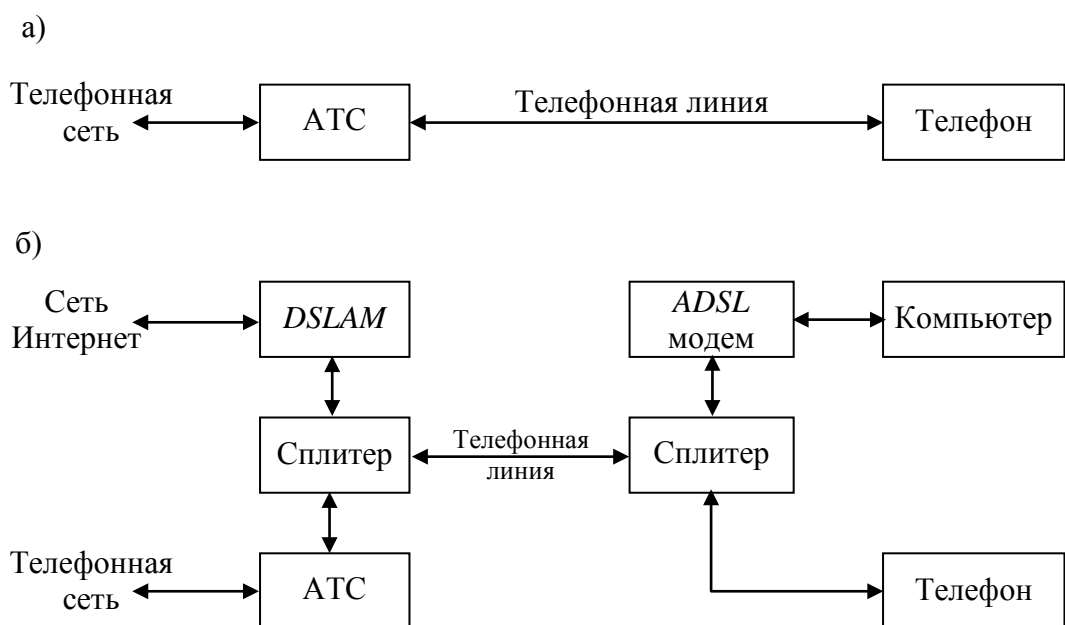 а)
Телефонная
сеть
АТС
Телефонная линия
Телефон
б)
Сеть
Интернет
DSLAM
ADSL
модем
Компьютер
Сплитер
Телефонная
линия
Сплитер
Телефонная
сеть
АТС
Телефон